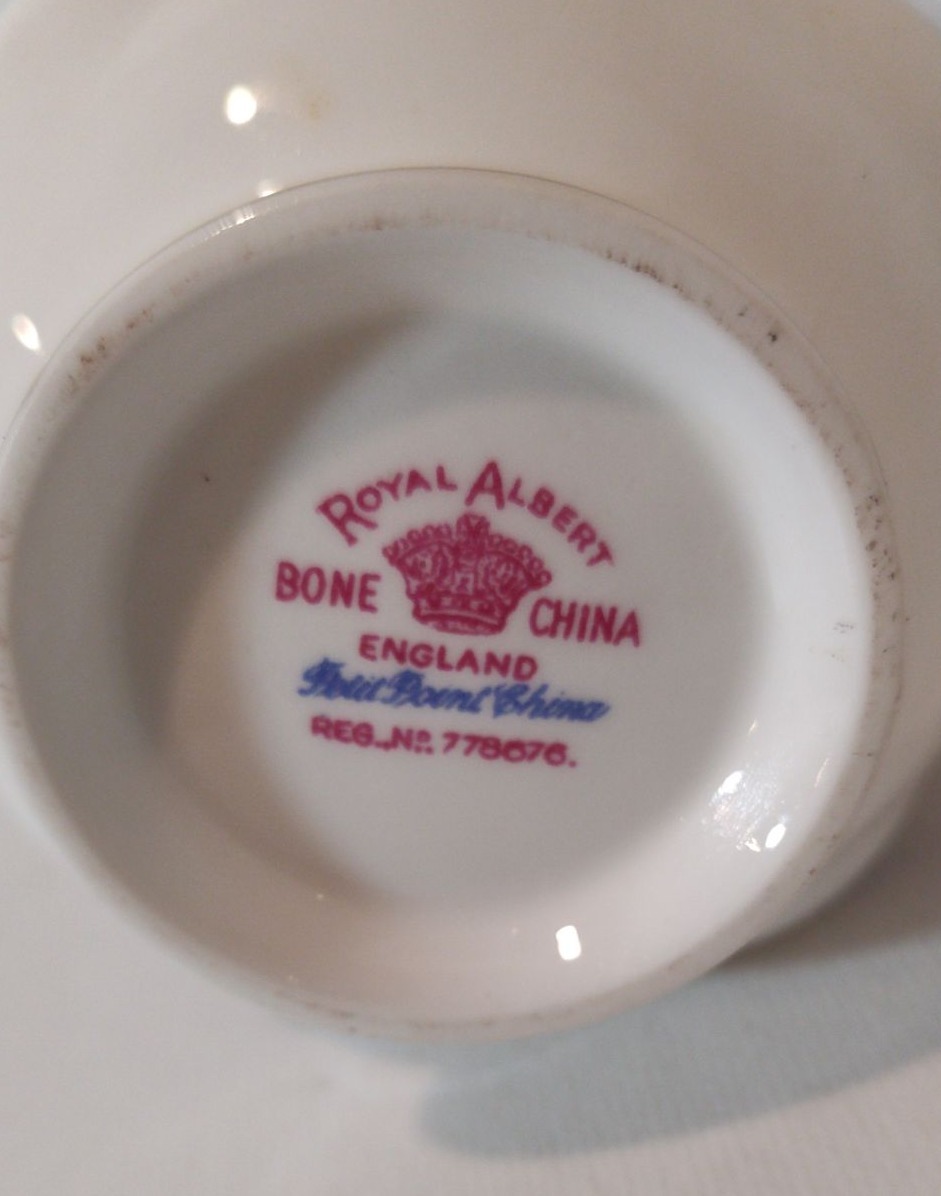 ROYAL ALBERT
BONE CHINA
ENGLAND
Petit Point China
REG. Nº. 778676.